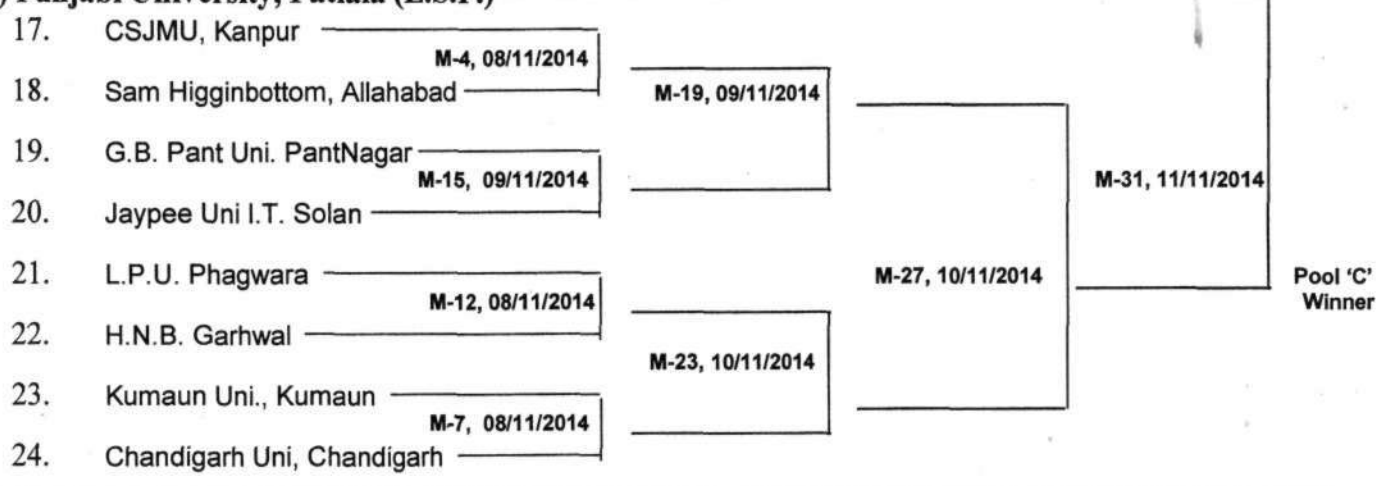 Punjabi University, Patiala
17. CSJMU, Kanpur
M-4, 08/11/2014
18. Sam Higginbottom, Allahabad
M-19, 09/11/2014
19. G.B. Pant Uni. PantNagar
M-15, 09/11/2014
M-31, 11/11/2014
20. Jaypee Uni I.T. Solan
21. L.P.U. Phagwara
M-27, 10/11/2014
Pool ‘C’
Winner
M-12, 08/11/2014
22. H.N.B. Garhwal
M-23, 10/11/2014
23. Kumaun Uni., Kumaun
M-7, 08/11/2014
24. Chandigarh Uni, Chandigarh